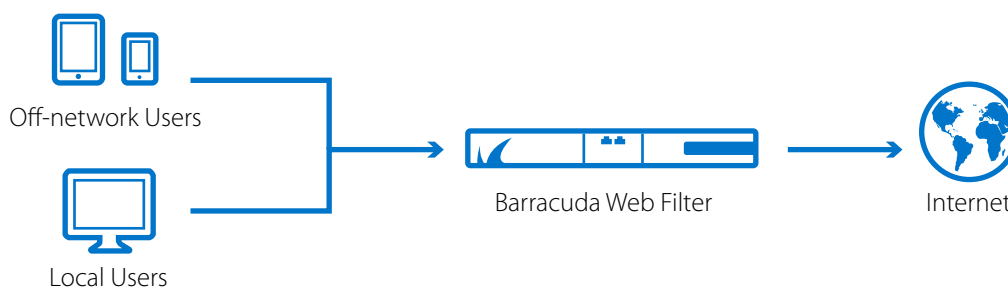 Off-network Users
Barracuda Web Filter
Internet
Local Users